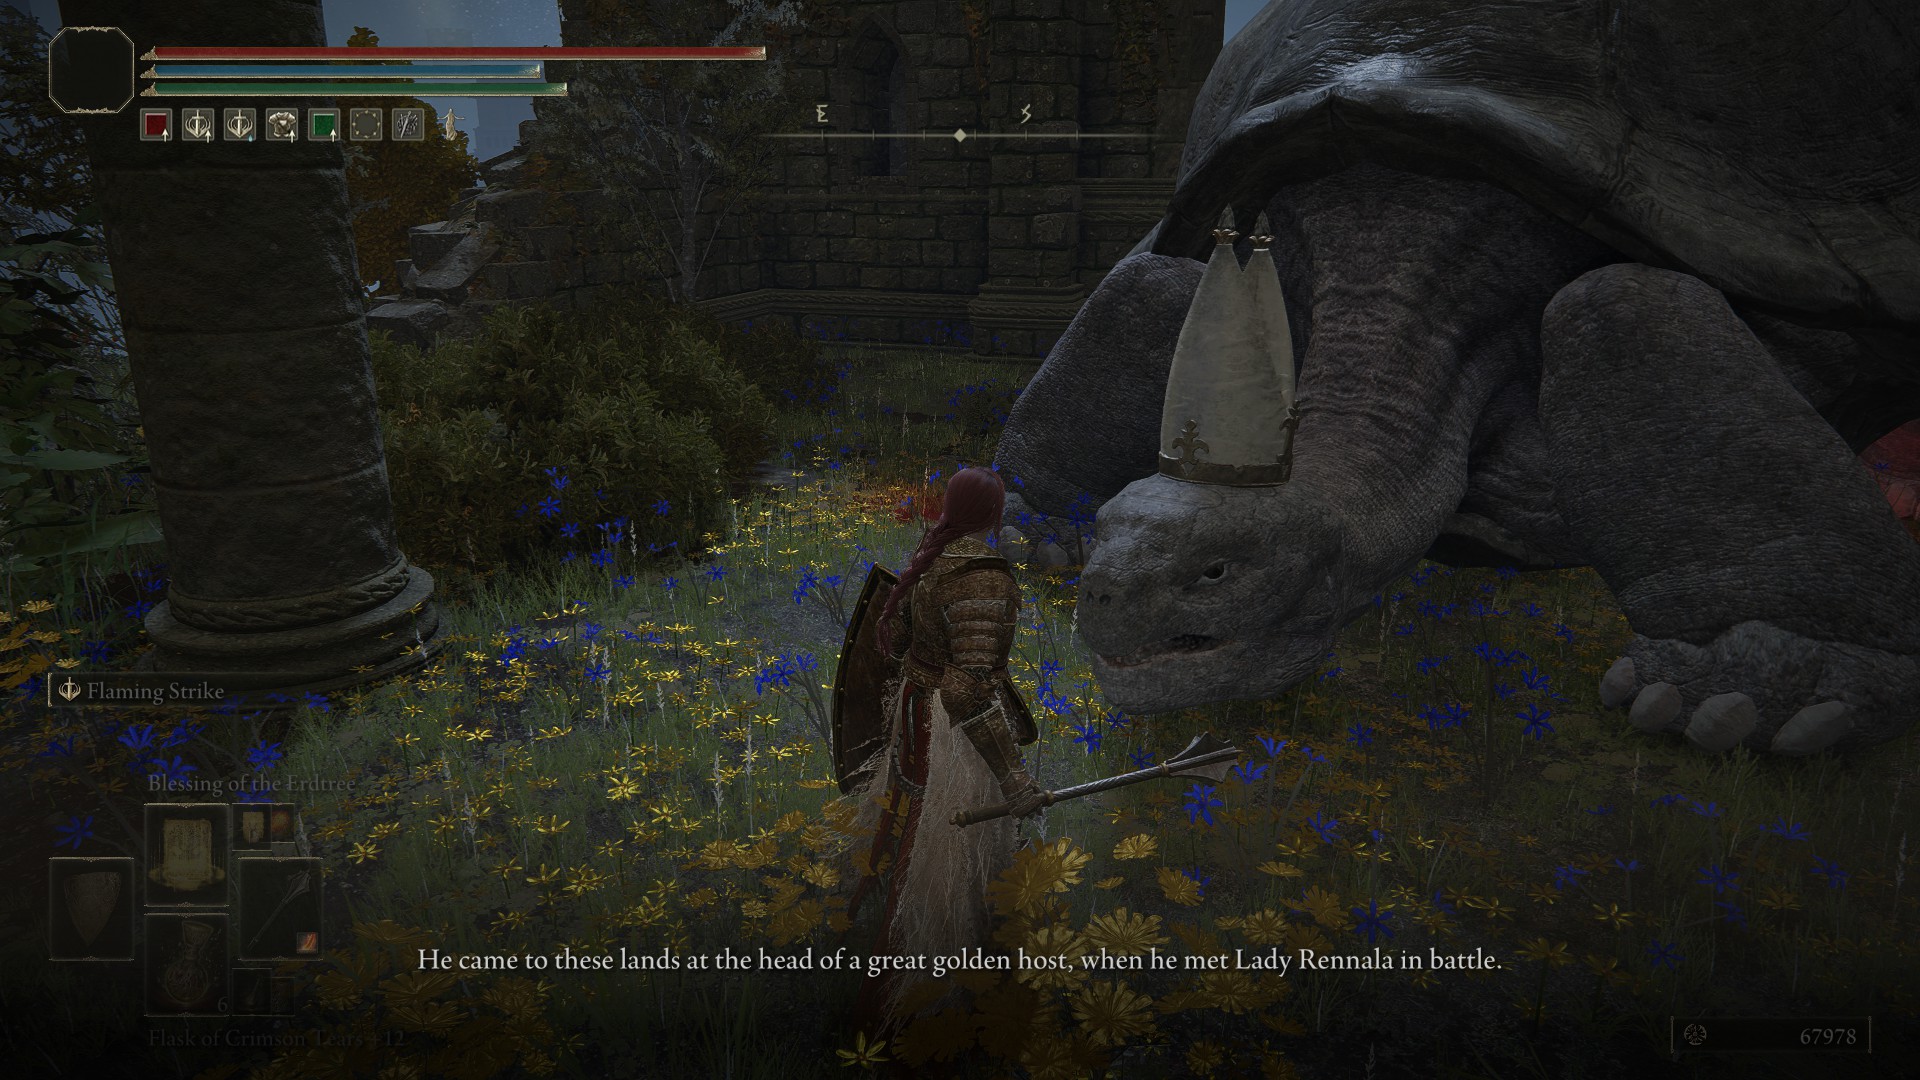 E S
Flaming Strike
Blessing of the Erdtree
He came to these lands at the head of a great golden host, when he met Lady Rennala in battle.
6
Flask of Crimson Tears +12
67978